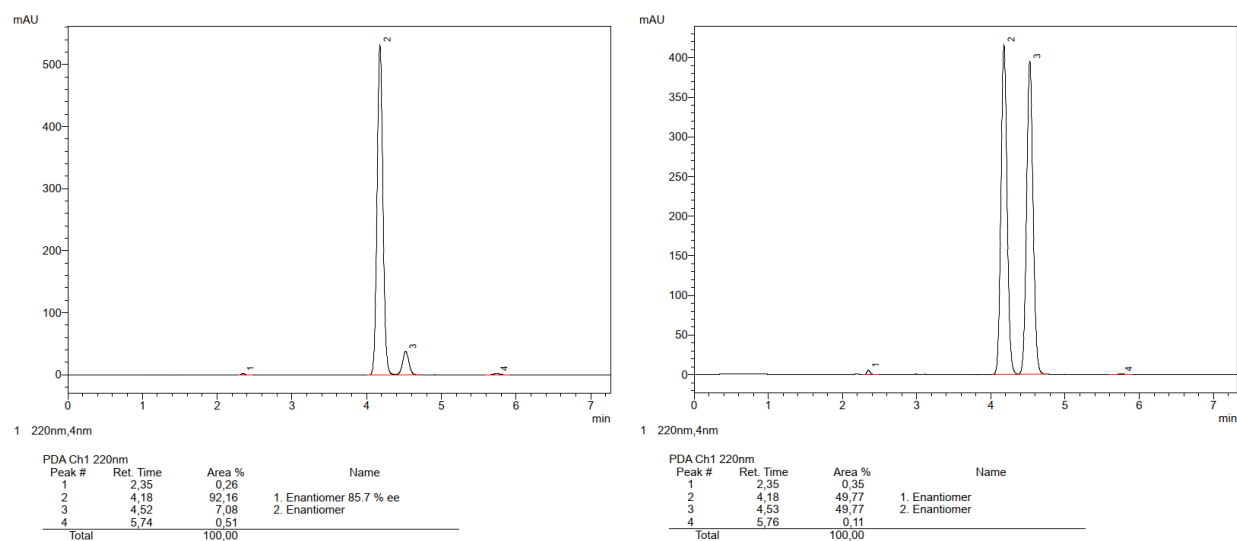 mAU
500
400
300
200
100
0
1
2
3
4
0 1 2 3 4 5 6 7
min
1 220nm,4nm
PDA Ch1 220nm
Peak # Ret. Time Area % Name
1 2,35 0,26
2 4,18 92,16 1. Enantiomer 85.7 % ee
3 4,52 7,08 2. Enantiomer
4 5,74 0,51
Total 100,00
mAU
400
350
300
250
200
150
100
50
0
1
2
3
4
0 1 2 3 4 5 6 7
min
1 220nm,4nm
PDA Ch1 220nm
Peak # Ret. Time Area % Name
1 2,35 0,35
2 4,18 49,77 1. Enantiomer
3 4,53 49,77 2. Enantiomer
4 5,76 0,11
Total 100,00